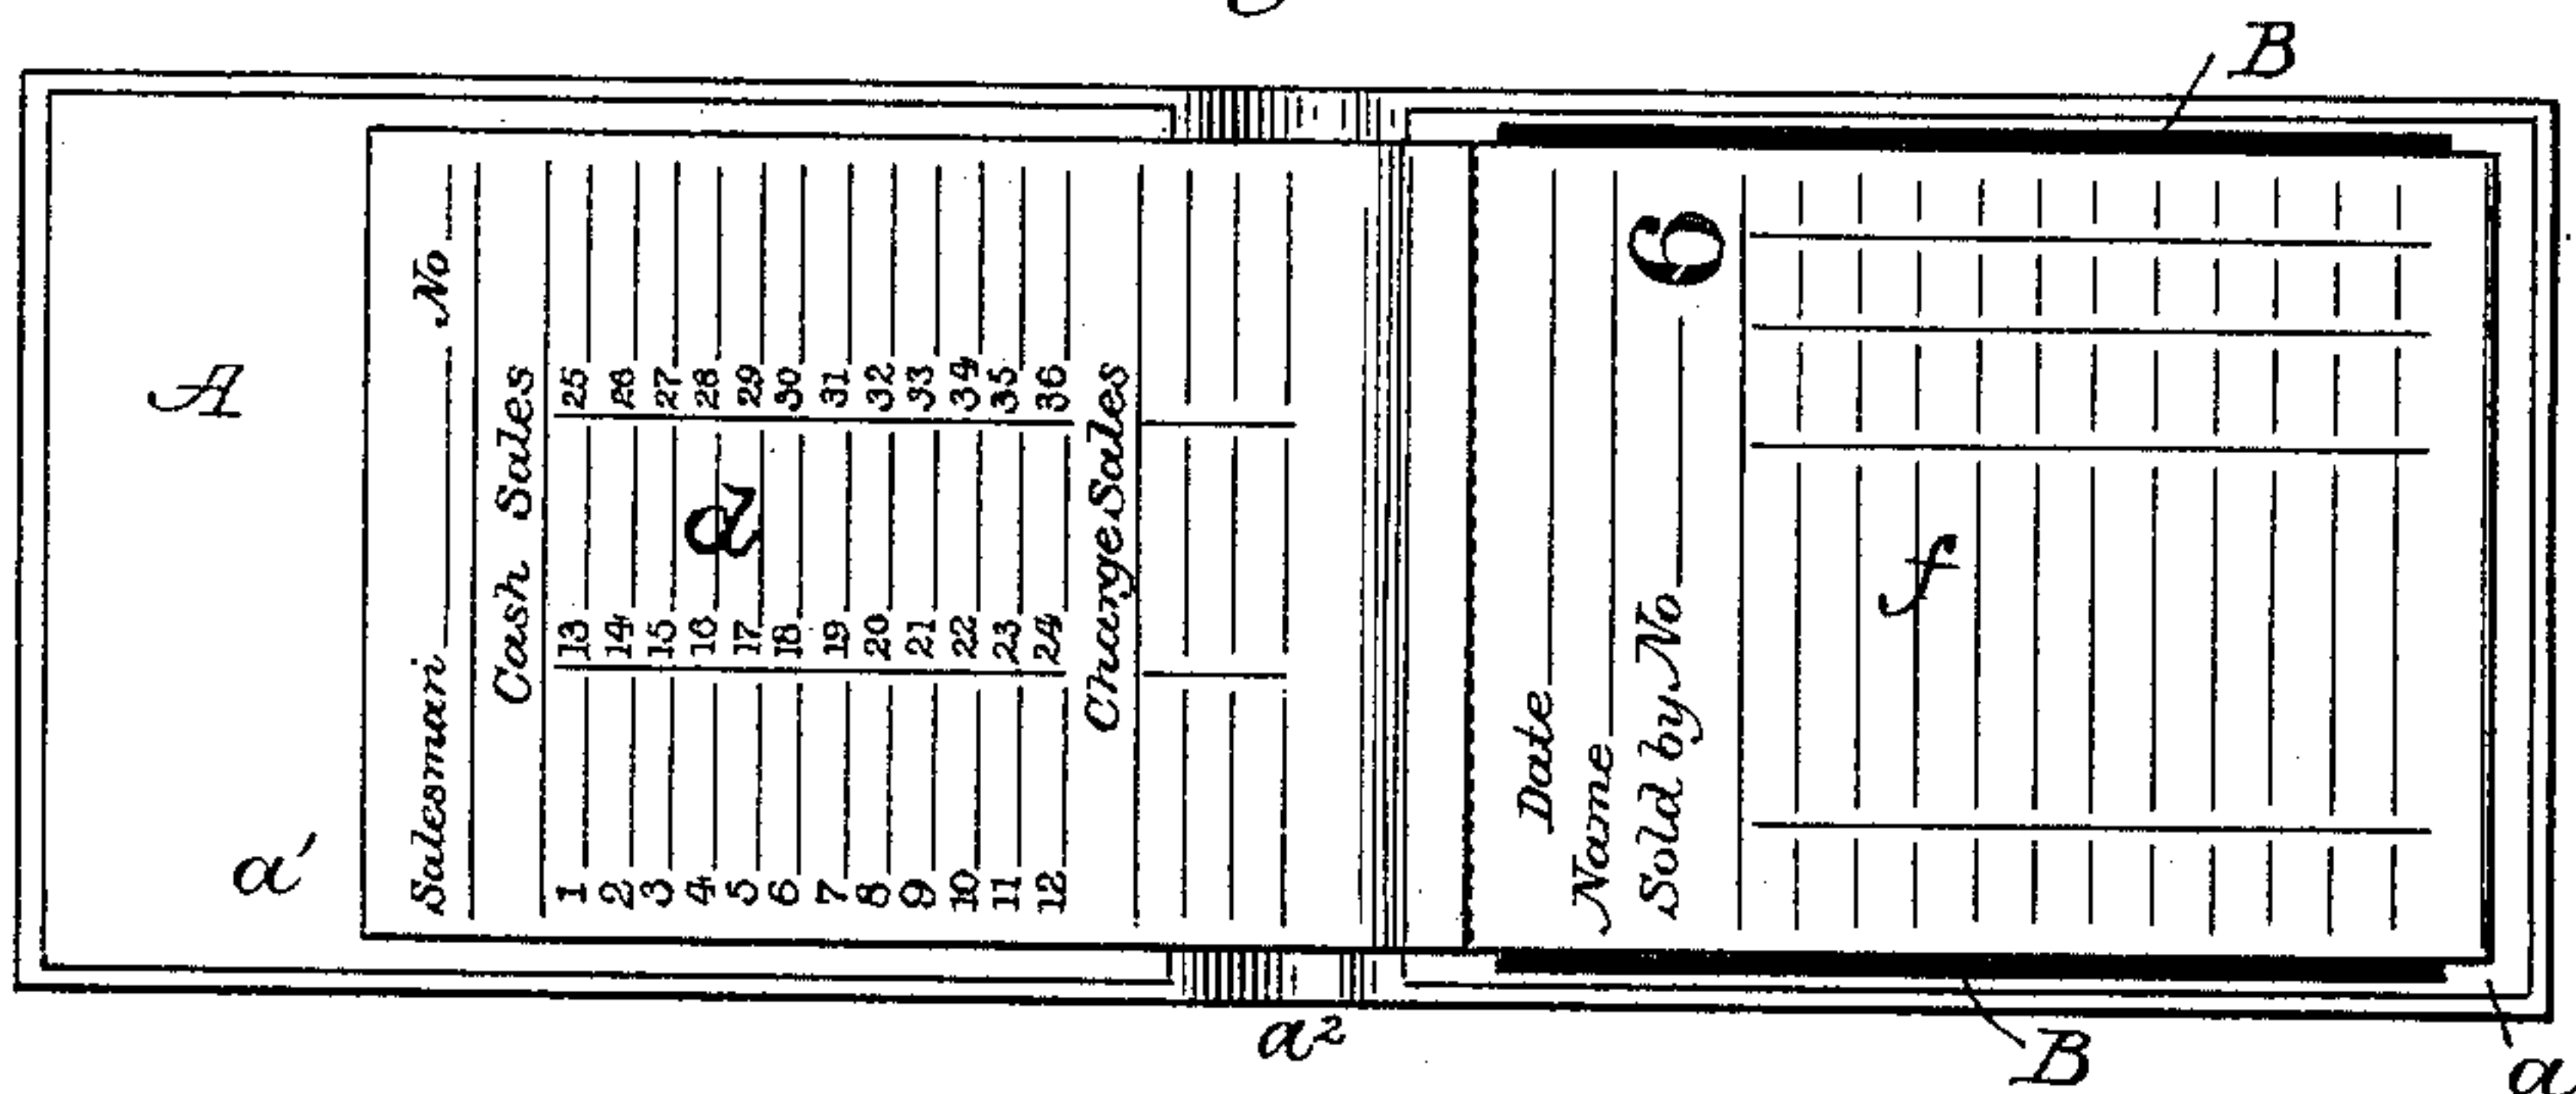 B
A
a'
Salesman No
Cash Sales
1 13 25
2 14 26
3 15 27
4 16 28
5 17 29
6 18 30
7 19 31
8 20 32
9 21 33
10 22 34
11 23 35
12 24 36
Charge Sales
Date
Name
Sold by No 6
f
a2
B
a